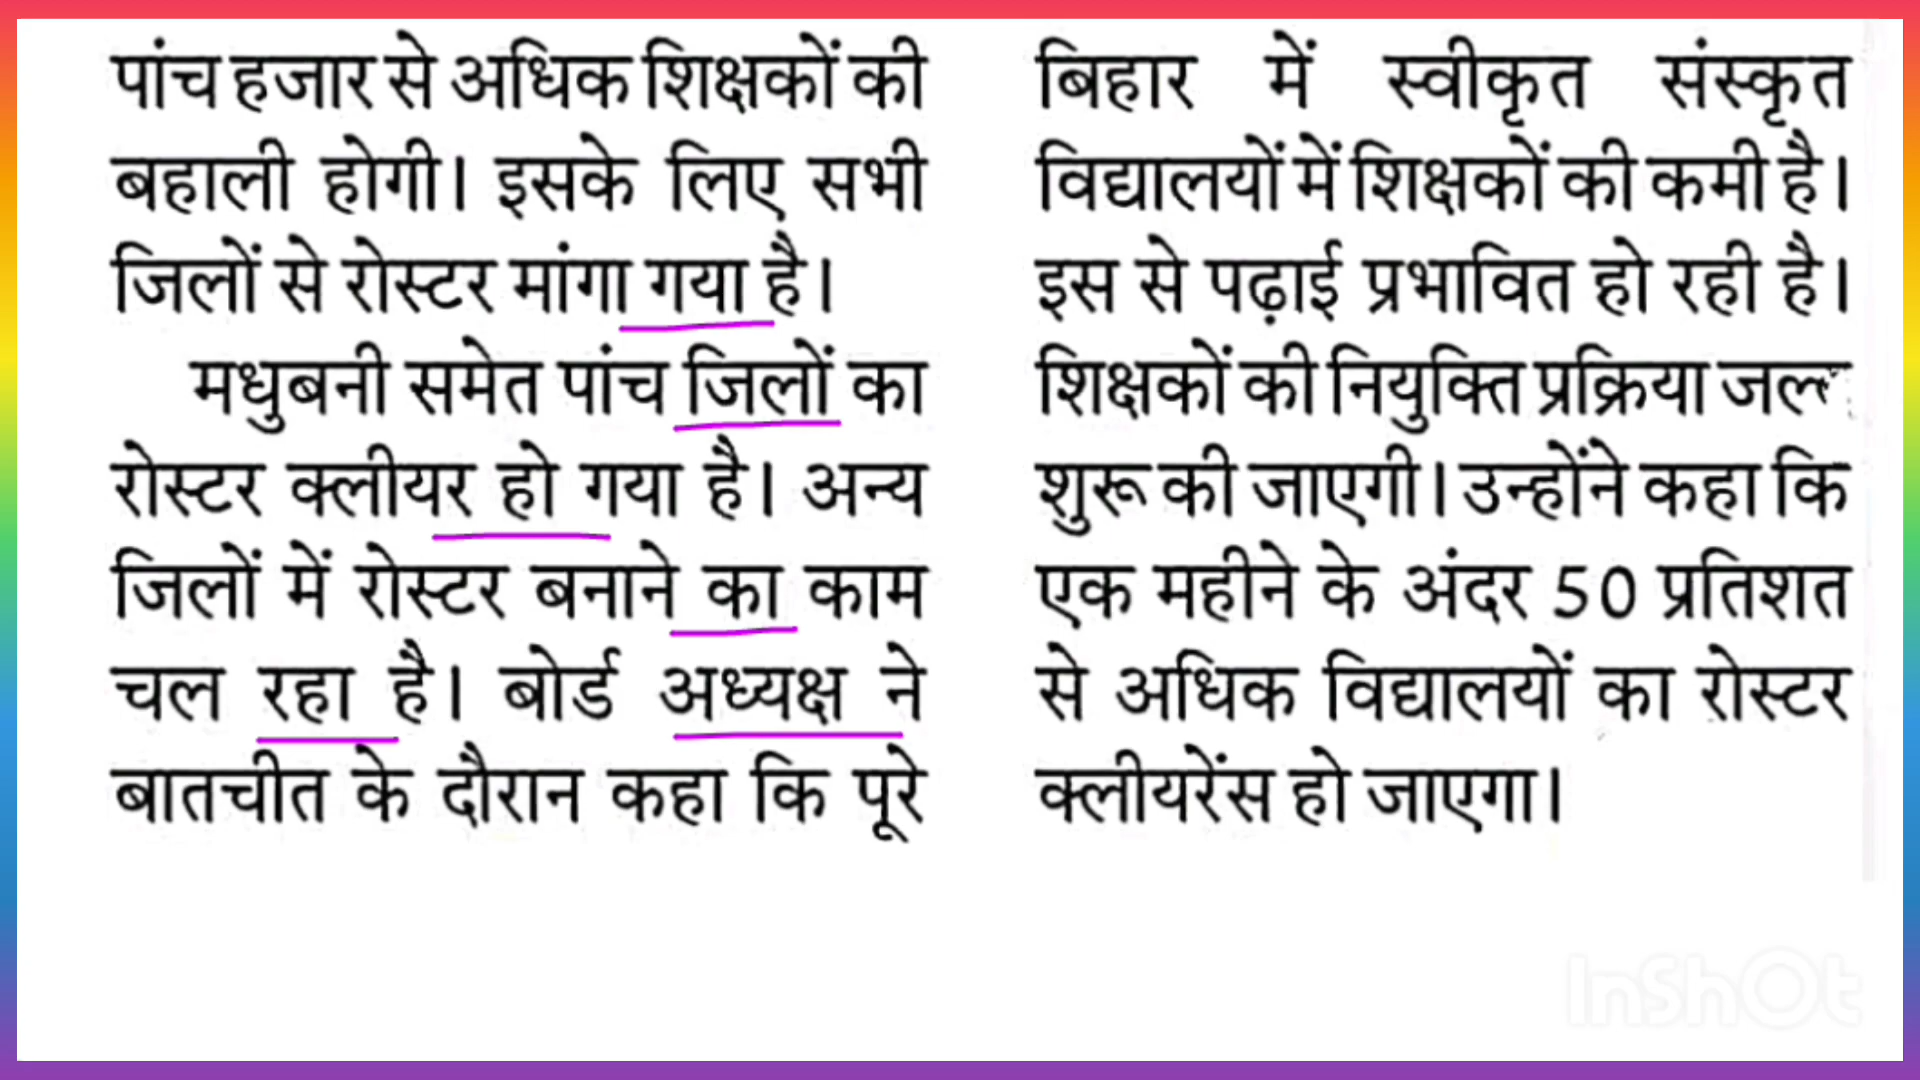 पांच हजार से अधिक शिक्षकों की
बहाली होगी। इसके लिए सभी
जिलों से रोस्टर मांगा गया है।
मधुबनी समेत पांच जिलों का
रोस्टर क्लीयर हो गया है। अन्य
जिलों में रोस्टर बनाने का काम
चल रहा है। बोर्ड अध्यक्ष ने
बातचीत के दौरान कहा कि पूरे
बिहार में स्वीकृत संस्कृत
विद्यालयों में शिक्षकों की कमी है।
इस से पढ़ाई प्रभावित हो रही है।
शिक्षकों की नियुक्ति प्रक्रिया
शुरू की जाएगी। उन्होंने कहा कि
एक महीने के अंदर 50 प्रतिशत
से अधिक विद्यालयों का रोस्टर
क्लीयरेंस हो जाएगा।
InShOt